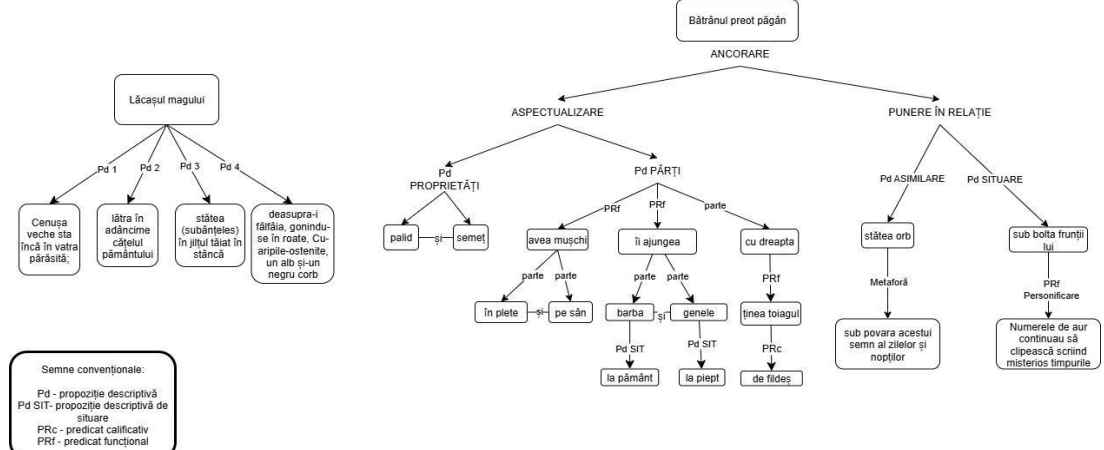 Bătrânul preot păgân
ANCORARE
Lăcașul magului
ASPECTUALIZARE
PUNERE ÎN RELAȚIE
Pd 1
Pd 2
Pd 3
Pd 4
Pd
PROPRIETĂȚI
Pd PĂRȚI
Pd ASIMILARE
Pd SITUARE
Cenușa
veche sta
încă în vatra
părăsită;
lătra în
adâncime
cățelul
pământului
stătea
(subânțeles)
în jilțul tăiat în
stâncă
deasupra-i
fâlfâia, gonindu-
se în roate, Cu-
aripile-ostenite,
un alb și-un
negru corb
palid
și
semeț
PRf
PRf
parte
avea mușchi
îi ajungea
cu dreapta
stătea orb
sub bolta frunții
lui
parte
parte
parte
parte
PRf
Metaforă
PRf
Personificare
în plete
și
pe sân
barba
și
genele
ținea toiagul
sub povara acestui
semn al zilelor și
nopților
Numerele de aur
continuau să
clipească scriind
misterios timpurile
Pd SIT
Pd SIT
PRc
la pământ
la piept
de fildeș
Semne convenționale:
Pd - propoziție descriptivă
Pd SIT- propoziție descriptivă de
situare
PRc - predicat calificativ
PRf - predicat funcțional